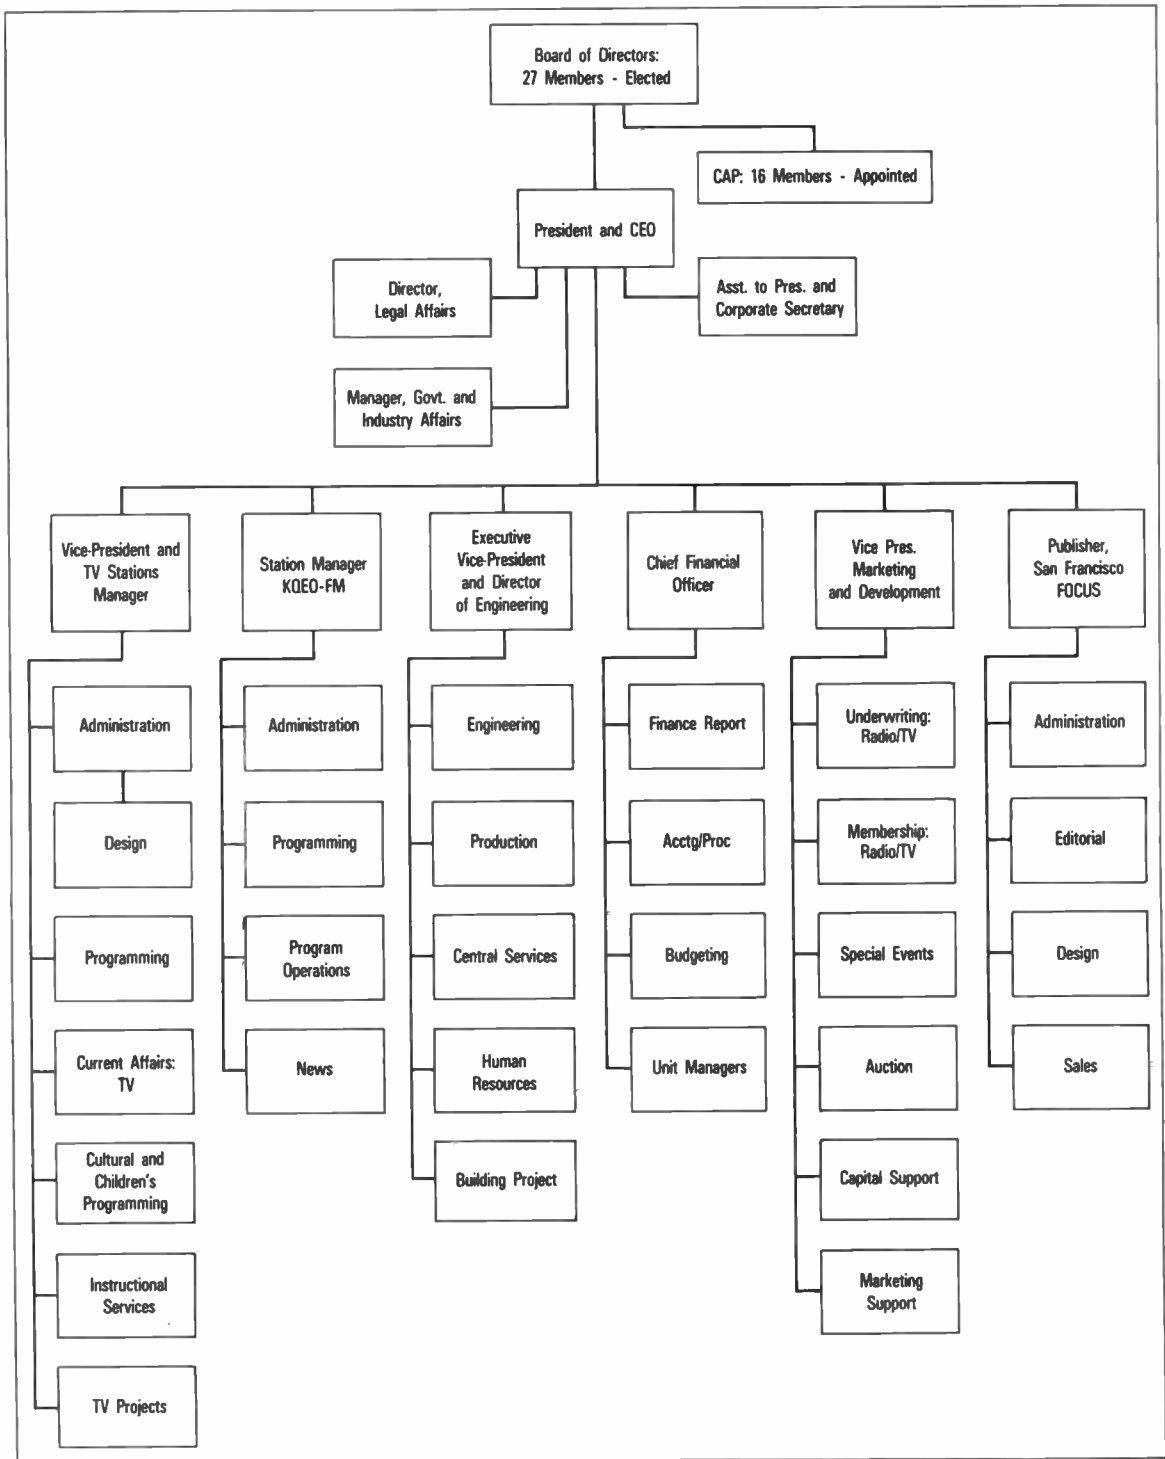 Board of Directors:
27 Members - Elected
CAP: 16 Members - Appointed
President and CEO
Director,
Legal Affairs
Asst. to Pres. and
Corporate Secretary
Manager, Govt. and
Industry Affairs
Vice-President and
TV Stations
Manager
Station Manager
KQEO-FM
Executive
Vice-President
and Director
of Engineering
Chief Financial
Officer
Vice Pres.
Marketing
and Development
Publisher,
San Francisco
FOCUS
Administration
Design
Programming
Current Affairs:
TV
Cultural and
Children's
Programming
Instructional
Services
TV Projects
Administration
Programming
Program
Operations
News
Engineering
Production
Central Services
Human
Resources
Building Project
Finance Report
Acctg/Proc
Budgeting
Unit Managers
Underwriting:
Radio/TV
Membership:
Radio/TV
Special Events
Auction
Capital Support
Marketing
Support
Administration
Editorial
Design
Sales